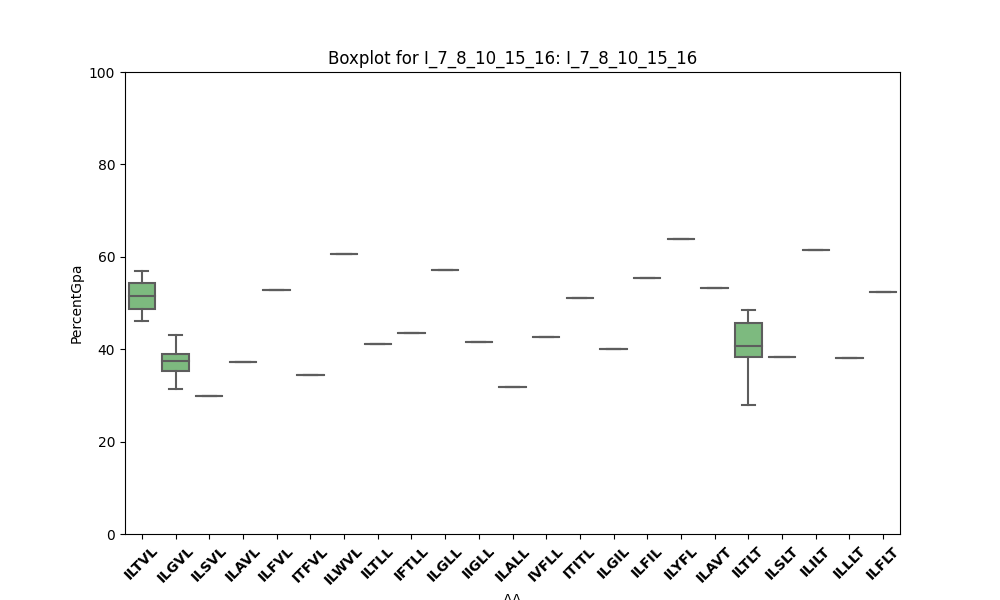 Boxplot for I_7_8_10_15_16: I_7_8_10_15_16
100
80
60
40
20
0
PercentGpa
ILTVL
ILGVL
ILSVL
ILAVL
ILFVL
ITFVL
ILWVL
ILTLL
IFTLL
ILGLL
IIGLL
ILALL
IVFLL
ITITL
ILGIL
ILFIL
ILYFL
ILAVT
ILTLT
ILSLT
ILILT
ILLLT
ILFLT
AA